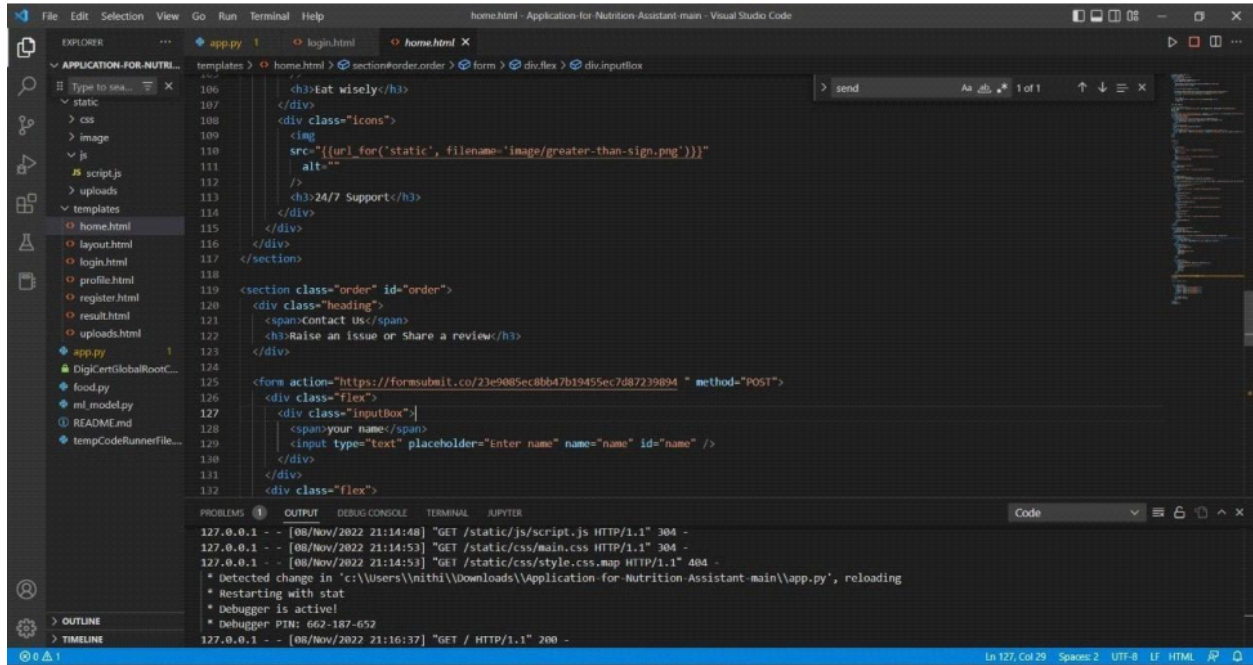 File Edit Selection View Go Run Terminal Help
home.html - Application-for-Nutrition-Assistant-main - Visual Studio Code
EXPLORER
APPLICATION-FOR-NUTRI...
Type to sea...
static
css
image
js
JS script.js
uploads
templates
home.html
layout.html
login.html
profile.html
register.html
result.html
uploads.html
app.py 1
DigiCertGlobalRootC...
food.py
ml_model.py
README.md
tempCodeRunnerFile....
OUTLINE
TIMELINE
app.py 1 login.html home.html
templates > home.html > section#order.order > form > div.flex > div.inputBox
> send Aa ab 1 of 1
106 <h3>Eat wisely</h3>
107 </div>
108 <div class="icons">
109 <img
110 src="{{url_for('static', filename='image/greater-than-sign.png')}}"
111 alt=""
112 />
113 <h3>24/7 Support</h3>
114 </div>
115 </div>
116 </div>
117 </section>
118
119 <section class="order" id="order">
120 <div class="heading">
121 <span>Contact Us</span>
122 <h3>Raise an issue or Share a review</h3>
123 </div>
124
125 <form action="https://formsubmit.co/23e9085ec8bb47b19455ec7d87239894 " method="POST">
126 <div class="flex">
127 <div class="inputBox">
128 <span>your name</span>
129 <input type="text" placeholder="Enter name" name="name" id="name" />
130 </div>
131 </div>
132 <div class="flex">
PROBLEMS 1 OUTPUT DEBUG CONSOLE TERMINAL JUPYTER
Code
127.0.0.1 - - [08/Nov/2022 21:14:48] "GET /static/js/script.js HTTP/1.1" 304 -
127.0.0.1 - - [08/Nov/2022 21:14:53] "GET /static/css/main.css HTTP/1.1" 304 -
127.0.0.1 - - [08/Nov/2022 21:14:53] "GET /static/css/style.css.map HTTP/1.1" 404 -
* Detected change in 'c:\\Users\\nithi\\Downloads\\Application-for-Nutrition-Assistant-main\\app.py', reloading
* Restarting with stat
* Debugger is active!
* Debugger PIN: 662-187-652
127.0.0.1 - - [08/Nov/2022 21:16:37] "GET / HTTP/1.1" 200 -
0 1
Ln 127, Col 29 Spaces: 2 UTF-8 LF HTML